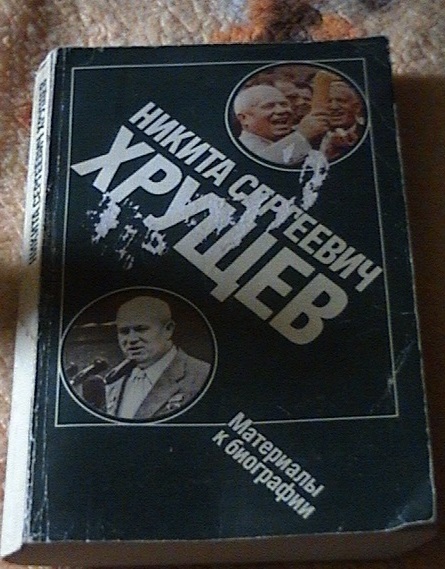 НИКИТА СЕРГЕЕВИЧ
ХРУЩЕВ
Материалы
к биографии
НИКИТА СЕРГЕЕВИЧ ХРУЩЕВ